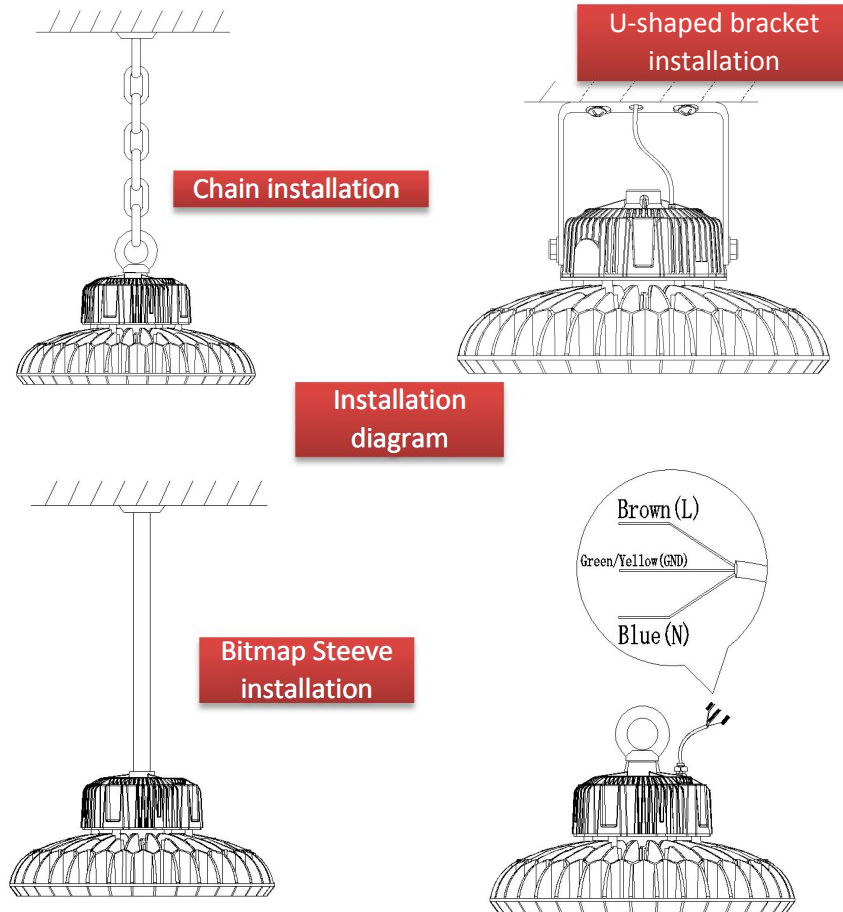 U-shaped bracket
installation
Chain installation
Installation
diagram
Brown(L)
Green/Yellow(GND)
Blue(N)
Bitmap Steeve
installation